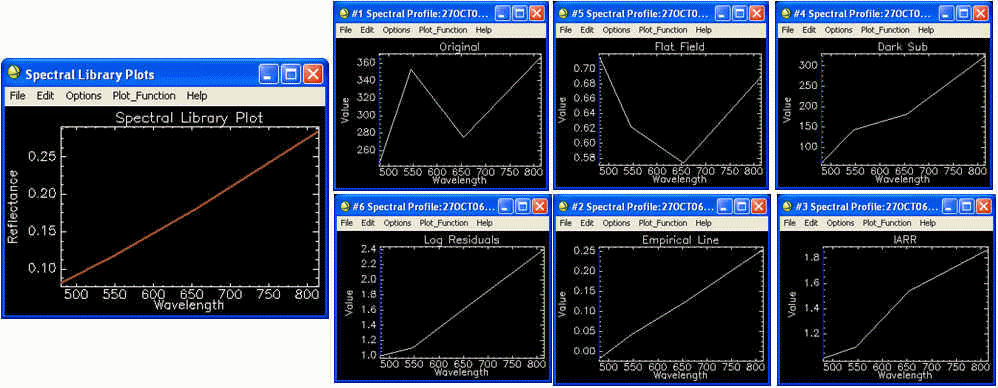 Spectral Library Plots
File Edit Options Plot_Function Help
Spectral Library Plot
Reflectance
0.25
0.20
0.15
0.10
500 550 600 650 700 750 800
Wavelength
#1 Spectral Profile:27OCT0...
File Edit Options Plot_Function Help
Original
Value
360
340
320
300
280
260
500 550 600 650 700 750 800
Wavelength
#5 Spectral Profile:27OCT0...
File Edit Options Plot_Function Help
Flat Field
Value
0.70
0.68
0.66
0.64
0.62
0.60
0.58
500 550 600 650 700 750 800
Wavelength
#4 Spectral Profile:27OCT0...
File Edit Options Plot_Function Help
Dark Sub
Value
300
250
200
150
100
500 550 600 650 700 750 800
Wavelength
#6 Spectral Profile:27OCT06...
File Edit Options Plot_Function Help
Log Residuals
Value
2.4
2.2
2.0
1.8
1.6
1.4
1.2
1.0
500 550 600 650 700 750 800
Wavelength
#2 Spectral Profile:27OCT06...
File Edit Options Plot_Function Help
Empirical Line
Value
0.25
0.20
0.15
0.10
0.05
0.00
500 550 600 650 700 750 800
Wavelength
#3 Spectral Profile:27OCT06...
File Edit Options Plot_Function Help
IARR
Value
1.8
1.6
1.4
1.2
500 550 600 650 700 750 800
Wavelength